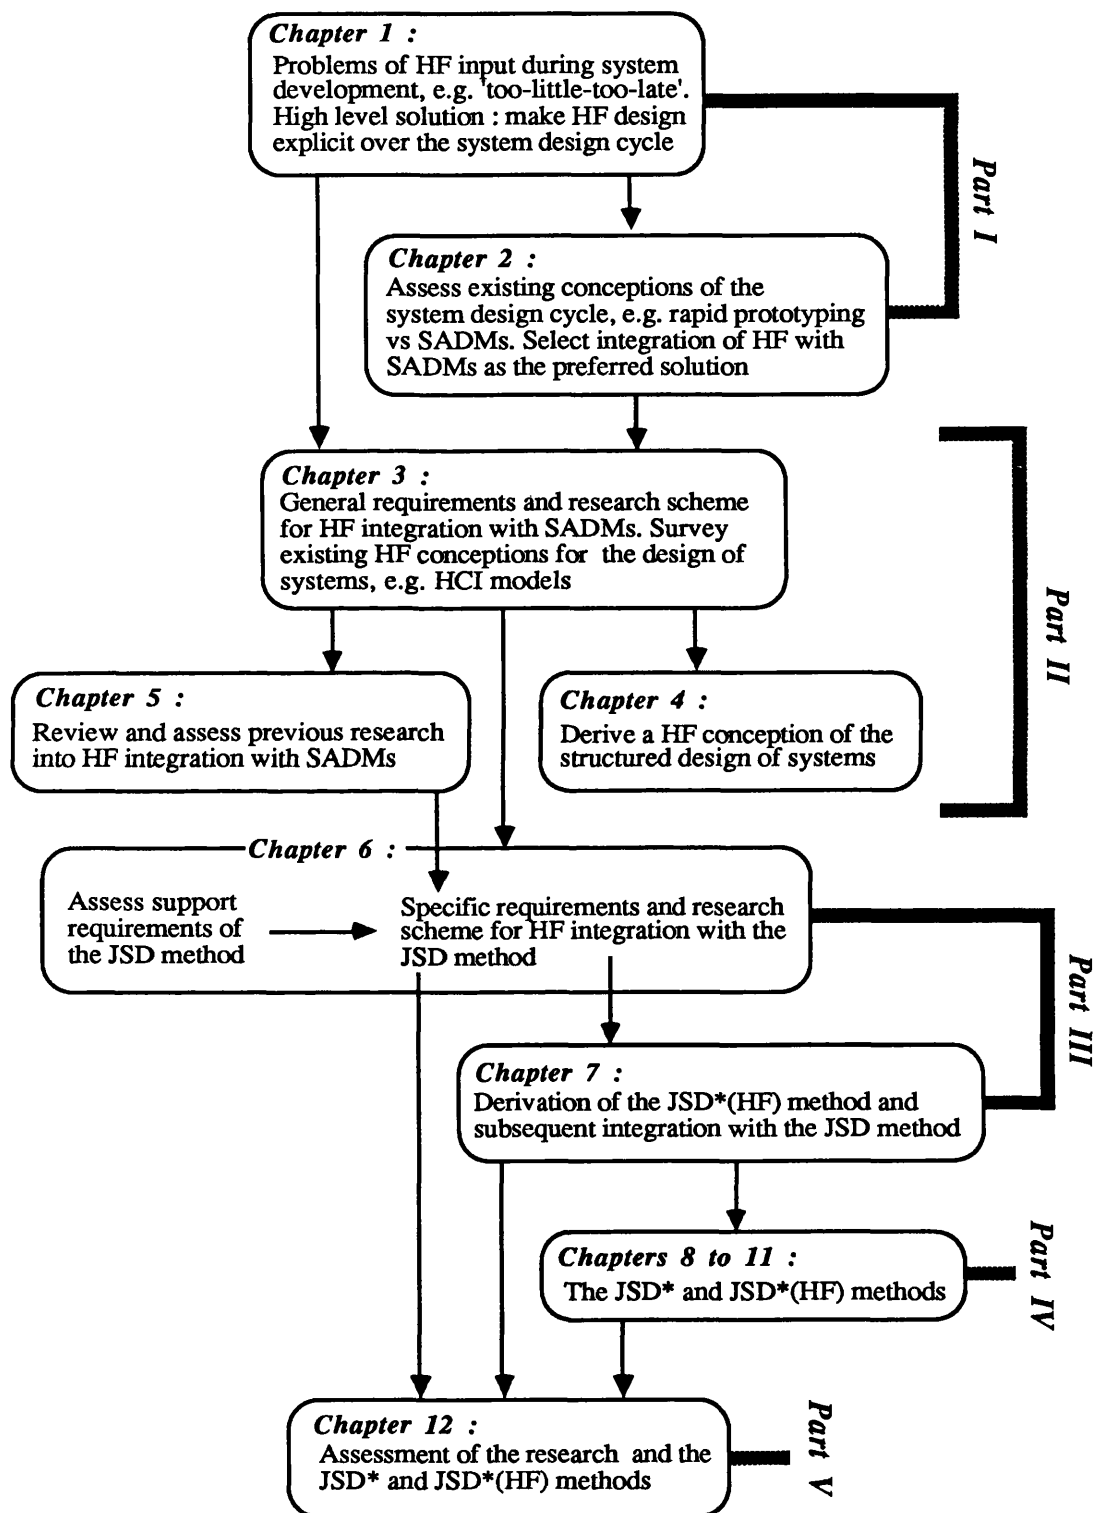 Chapter 1 :
Problems of HF input during system
development, e.g. 'too-little-too-late'.
High level solution : make HF design
explicit over the system design cycle
Part I
Chapter 2 :
Assess existing conceptions of the
system design cycle, e.g. rapid prototyping
vs SADMs. Select integration of HF with
SADMs as the preferred solution
Chapter 3 :
General requirements and research scheme
for HF integration with SADMs. Survey
existing HF conceptions for the design of
systems, e.g. HCI models
Part II
Chapter 5 :
Review and assess previous research
into HF integration with SADMs
Chapter 4 :
Derive a HF conception of the
structured design of systems
Chapter 6 :
Assess support
requirements of
the JSD method
Specific requirements and research
scheme for HF integration with the
JSD method
Part III
Chapter 7 :
Derivation of the JSD*(HF) method and
subsequent integration with the JSD method
Chapters 8 to 11 :
The JSD* and JSD*(HF) methods
Part IV
Chapter 12 :
Assessment of the research and the
JSD* and JSD*(HF) methods
Part V